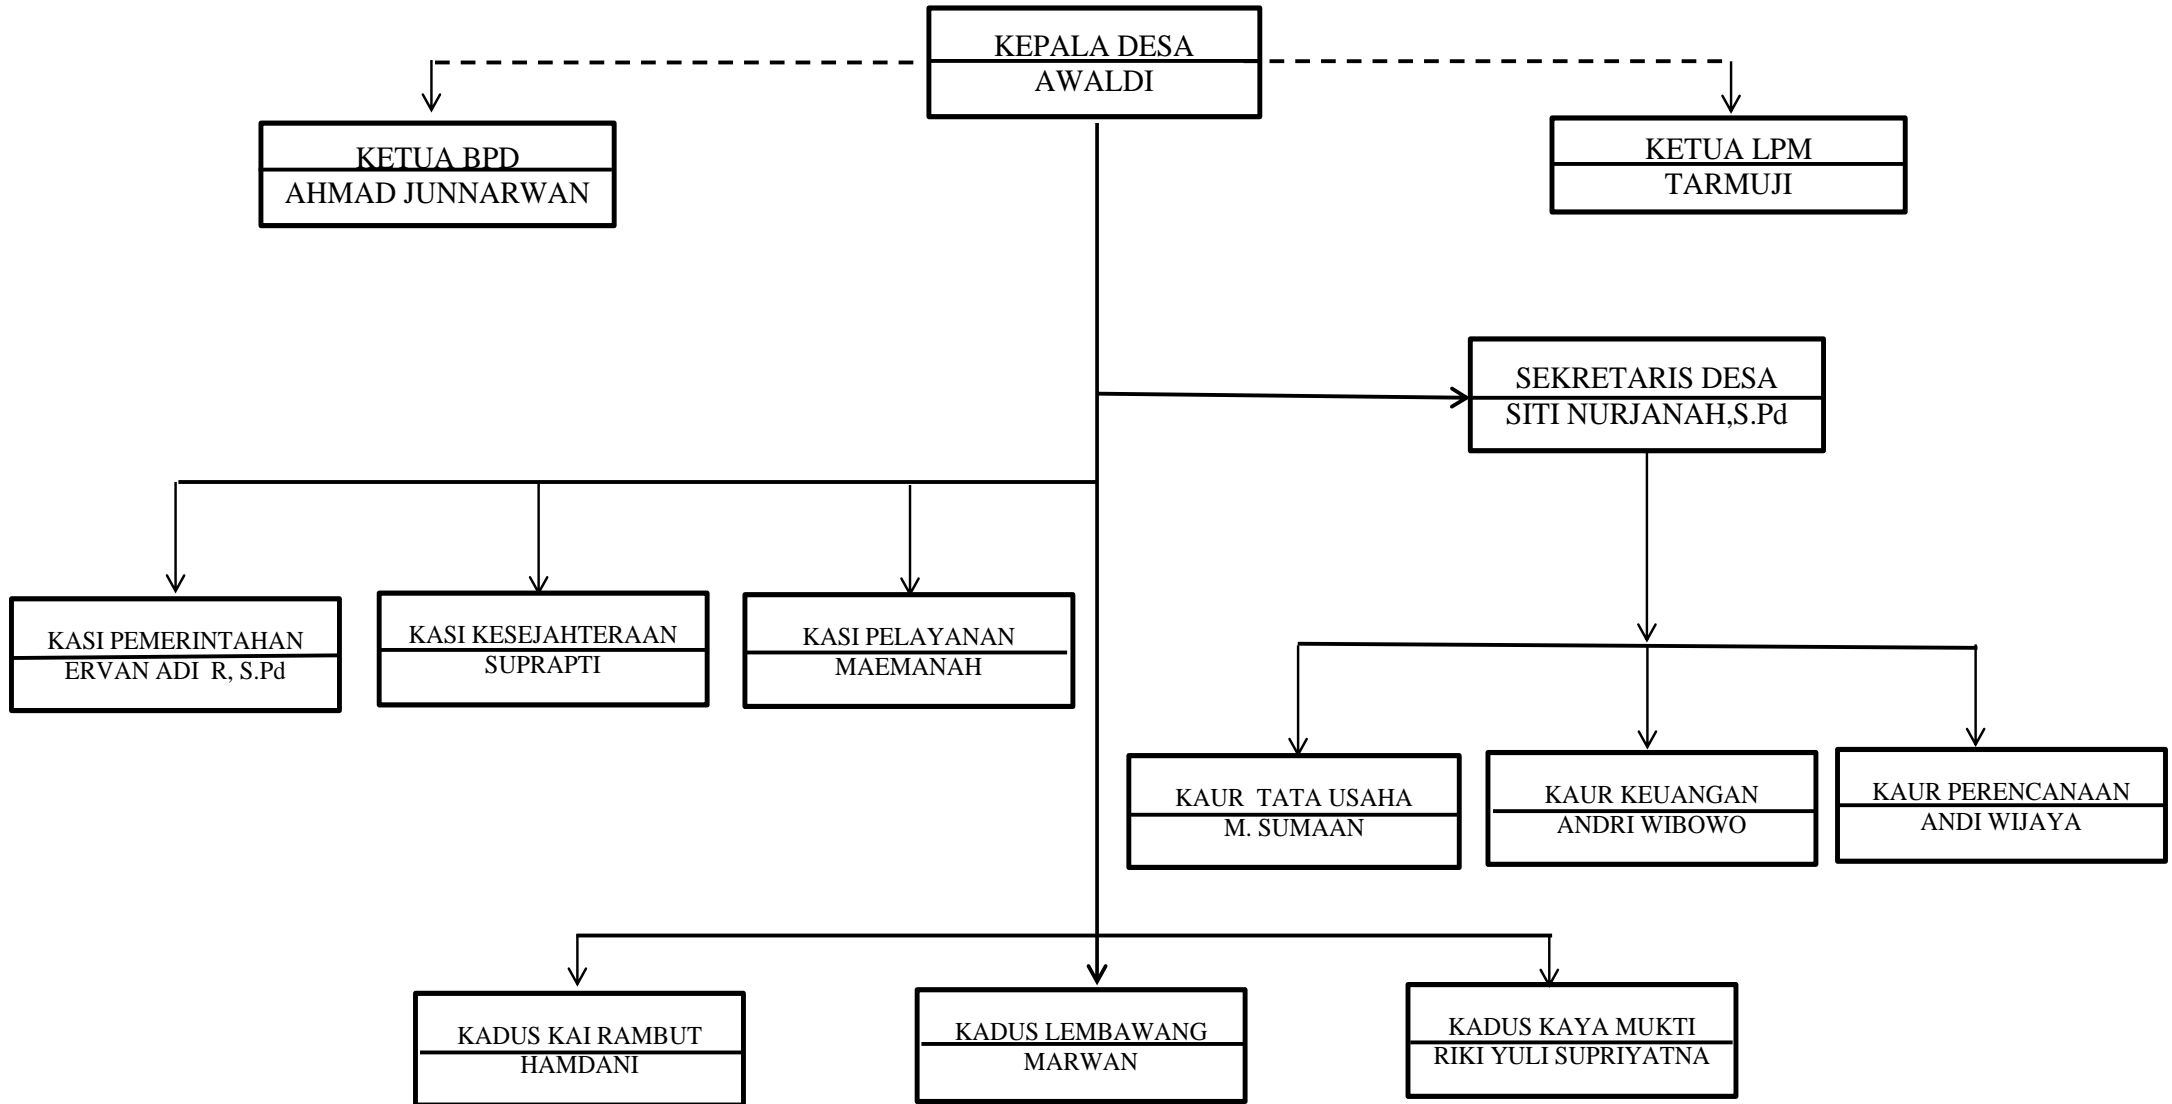 KEPALA DESA
AWALDI
KETUA BPD
AHMAD JUNNARWAN
KETUA LPM
TARMUJI
SEKRETARIS DESA
SITI NURJANAH,S.Pd
KASI PEMERINTAHAN
ERVAN ADI  R, S.Pd
KASI KESEJAHTERAAN
SUPRAPTI
KASI PELAYANAN
MAEMANAH
KAUR  TATA USAHA
M. SUMAAN
KAUR KEUANGAN
ANDRI WIBOWO
KAUR PERENCANAAN
ANDI WIJAYA
KADUS KAI RAMBUT
HAMDANI
KADUS LEMBAWANG
MARWAN
KADUS KAYA MUKTI
RIKI YULI SUPRIYATNA